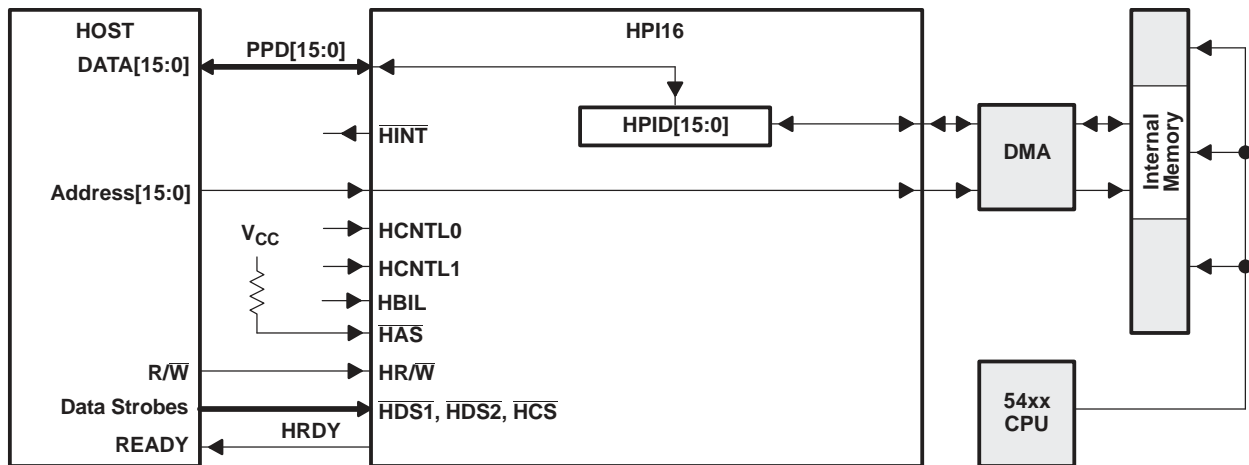 HOST
HPI16
PPD[15:0]
DATA[15:0]
HPID[15:0]
HINT
DMA
Internal
Memory
Address[15:0]
VCC
HCNTL0
HCNTL1
HBIL
HAS
R/W
HR/W
Data Strobes
HDS1, HDS2, HCS
54xx
CPU
READY
HRDY